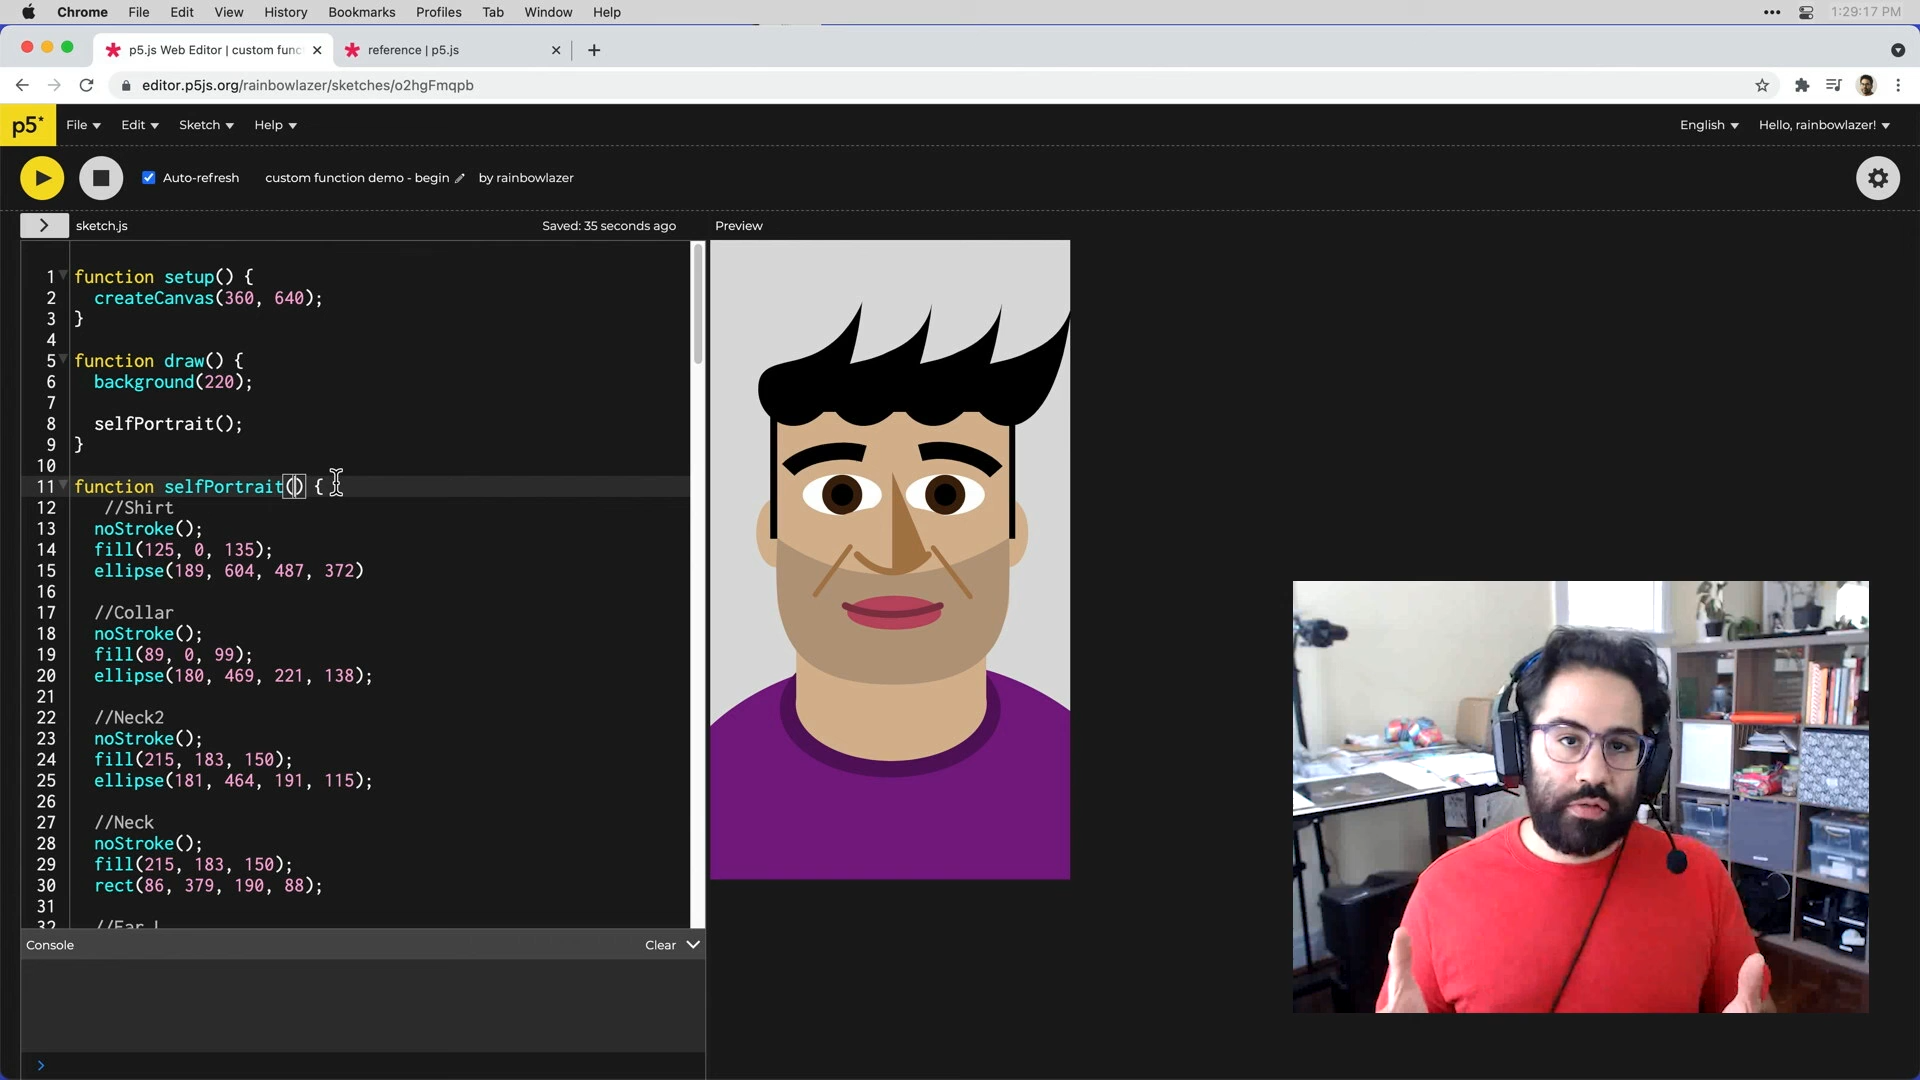 Chrome File Edit View History Bookmarks Profiles Tab Window Help ••• 1:29:17 PM
p5.js Web Editor | custom func reference | p5.js
editor.p5js.org/rainbowlazer/sketches/o2hgFmqpb
p5* File Edit Sketch Help English Hello, rainbowlazer!
Auto-refresh custom function demo - begin by rainbowlazer
> sketch.js Saved: 35 seconds ago Preview
1 function setup() {
2 createCanvas(360, 640);
3 }
4
5 function draw() {
6 background(220);
7
8 selfPortrait();
9 }
10
11 function selfPortrait() {
12 //Shirt
13 noStroke();
14 fill(125, 0, 135);
15 ellipse(189, 604, 487, 372)
16
17 //Collar
18 noStroke();
19 fill(89, 0, 99);
20 ellipse(180, 469, 221, 138);
21
22 //Neck2
23 noStroke();
24 fill(215, 183, 150);
25 ellipse(181, 464, 191, 115);
26
27 //Neck
28 noStroke();
29 fill(215, 183, 150);
30 rect(86, 379, 190, 88);
31
32 //Ear L
Console Clear
>